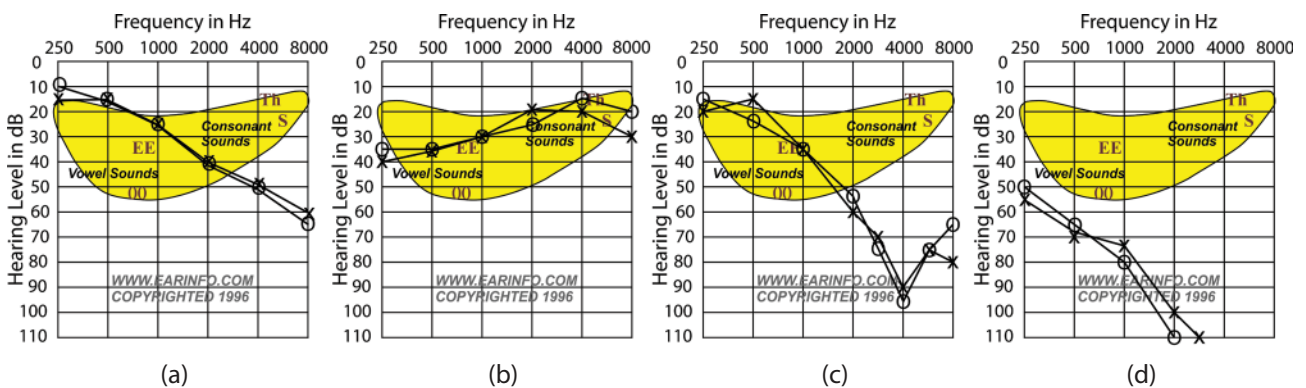 Frequency in Hz
250 500 1000 2000 4000 8000
Hearing Level in dB
0
10
20
30
40
50
60
70
80
90
100
110
Th
S
Consonant
Sounds
EE
Vowel Sounds
OO
WWW.EARINFO.COM
COPYRIGHTED 1996
(a)
Frequency in Hz
250 500 1000 2000 4000 8000
Hearing Level in dB
0
10
20
30
40
50
60
70
80
90
100
110
Th
S
Consonant
Sounds
EE
Vowel Sounds
OO
WWW.EARINFO.COM
COPYRIGHTED 1996
(b)
Frequency in Hz
250 500 1000 2000 4000 8000
Hearing Level in dB
0
10
20
30
40
50
60
70
80
90
100
110
Th
S
Consonant
Sounds
EE
Vowel Sounds
OO
WWW.EARINFO.COM
COPYRIGHTED 1996
(c)
Frequency in Hz
250 500 1000 2000 4000 8000
Hearing Level in dB
0
10
20
30
40
50
60
70
80
90
100
110
Th
S
Consonant
Sounds
EE
Vowel Sounds
OO
WWW.EARINFO.COM
COPYRIGHTED 1996
(d)